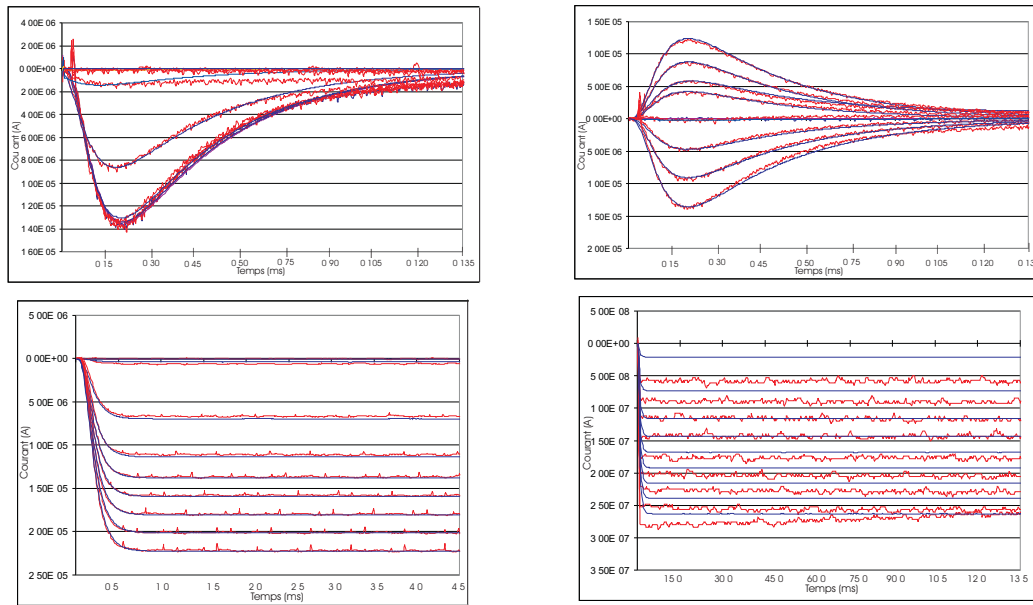 4 00E 06
2 00E 06
0 00E+00
2 00E 06
4 00E 06
6 00E 06
8 00E 06
1 00E 05
1 20E 05
1 40E 05
1 60E 05
Cou ant (A)
0 15 0 30 0 45 0 60 0 75 0 90 0 105 0 120 0 135
Temps (ms)
1 50E 05
1 00E 05
5 00E 06
0 00E+00
5 00E 06
1 00E 05
1 50E 05
2 00E 05
Cou ant (A)
0 15 0 30 0 45 0 60 0 90 0 105 0 120 0 13
Temps (ms)
5 00E 06
0 00E+00
5 00E 06
1 00E 05
1 50E 05
2 00E 05
2 50E 05
Courant (A)
0 5 1 0 1 5 2 0 2 5 3 0 3 5 4 0 4 5
Temps (ms)
5 00E 08
0 00E+00
5 00E 08
1 00E 07
1 50E 07
2 00E 07
2 50E 07
3 00E 07
3 50E 07
Courant (A)
15 0 30 0 45 0 60 0 75 0 90 0 10 5 12 0 13 5
Temps (ms)